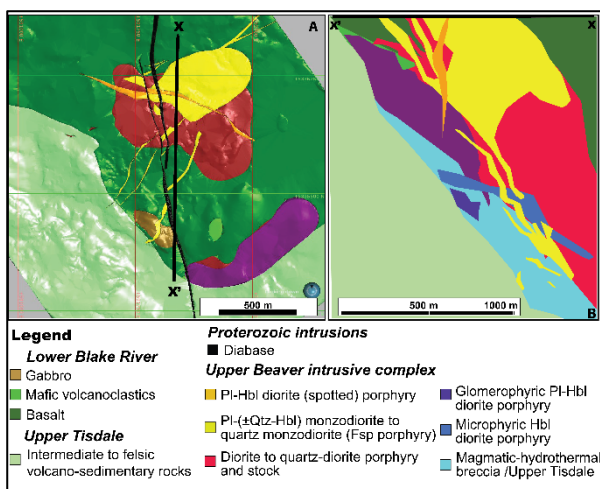 X
A
X'
500 m
X'
X
500 m
1000 m
B
Legend
Lower Blake River
Gabbro
Mafic volcanoclastics
Basalt
Upper Tisdale
Intermediate to felsic
volcano-sedimentary rocks
Proterozoic intrusions
Diabase
Upper Beaver intrusive complex
Pl-Hbl diorite (spotted) porphyry
Pl-(±Qtz-Hbl) monzodiorite to
quartz monzodiorite (Fsp porphyry)
Diorite to quartz-diorite porphyry
and stock
Glomerophyric Pl-Hbl
diorite porphyry
Microphyric Hbl
diorite porphyry
Magmatic-hydrothermal
breccia /Upper Tisdale